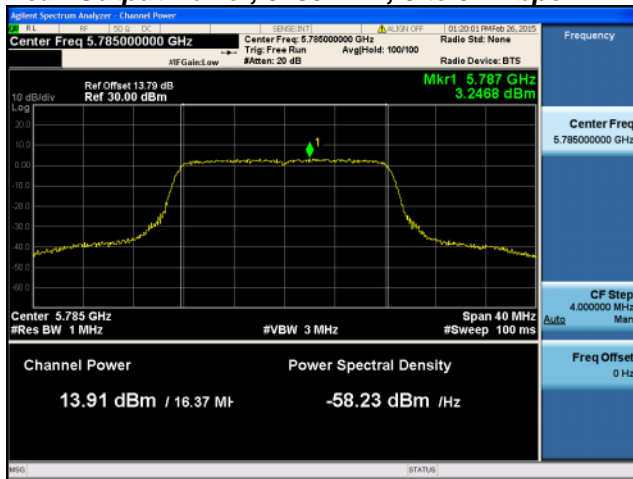 Agilent Spectrum Analyzer - Channel Power
RL RF 50 Ω DC SENSE:INT ALIGN OFF 01:20:01 PM Feb 26, 2015
Center Freq 5.785000000 GHz Center Freq: 5.785000000 GHz Radio Std: None Frequency
Trig: Free Run Avg|Hold: 100/100
#IFGain:Low #Atten: 20 dB Radio Device: BTS
Ref Offset 13.79 dB Mkr1 5.787 GHz
10 dB/div Ref 30.00 dBm 3.2468 dBm
Log
20.0
10.0
0.00
-10.0
-20.0
-30.0
-40.0
-50.0
-60.0
1
Center Freq
5.785000000 GHz
Center 5.785 GHz Span 40 MHz
#Res BW 1 MHz #VBW 3 MHz #Sweep 100 ms
CF Step
4.000000 MHz
Auto Man
Channel Power Power Spectral Density
13.91 dBm / 16.37 MH -58.23 dBm /Hz
Freq Offset
0 Hz
MSG STATUS